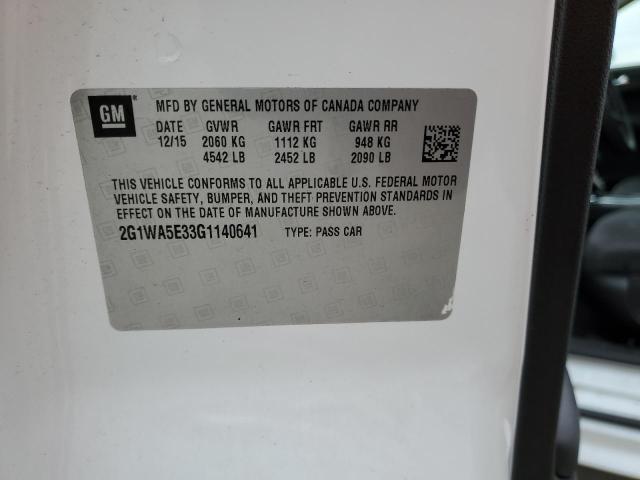 GM
MFD BY GENERAL MOTORS OF CANADA COMPANY
DATE GVWR GAWR FRT GAWR RR
12/15 2060 KG 1112 KG 948 KG
4542 LB 2452 LB 2090 LB
THIS VEHICLE CONFORMS TO ALL APPLICABLE U.S. FEDERAL MOTOR
VEHICLE SAFETY, BUMPER, AND THEFT PREVENTION STANDARDS IN
EFFECT ON THE DATE OF MANUFACTURE SHOWN ABOVE.
2G1WA5E33G1140641 TYPE: PASS CAR